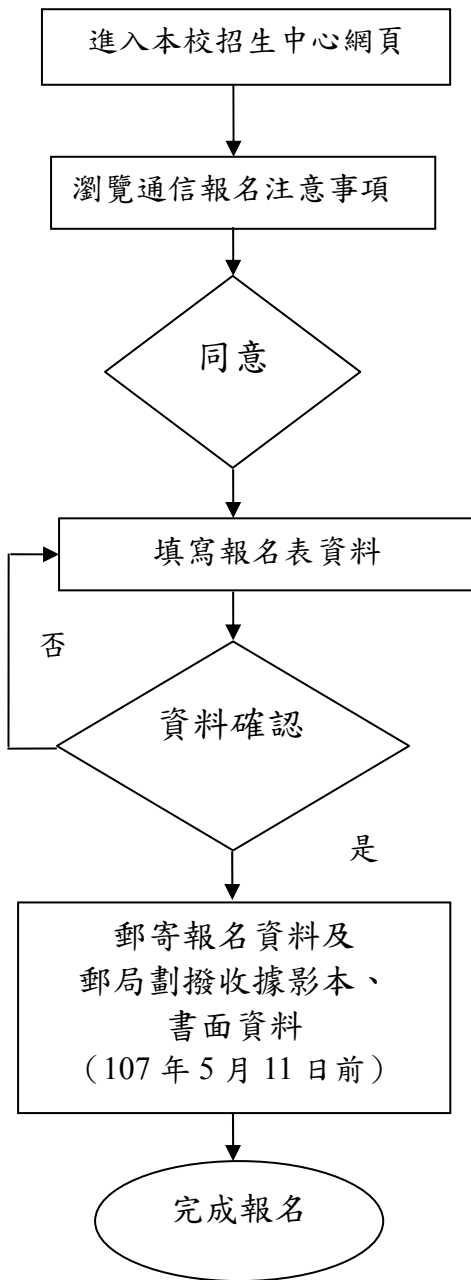 進入本校招生中心網頁
瀏覽通信報名注意事項
同意
填寫報名表資料
否
資料確認
是
郵寄報名資料及
郵局劃撥收據影本、
書面資料
（107 年 5 月 11 日前）
完成報名